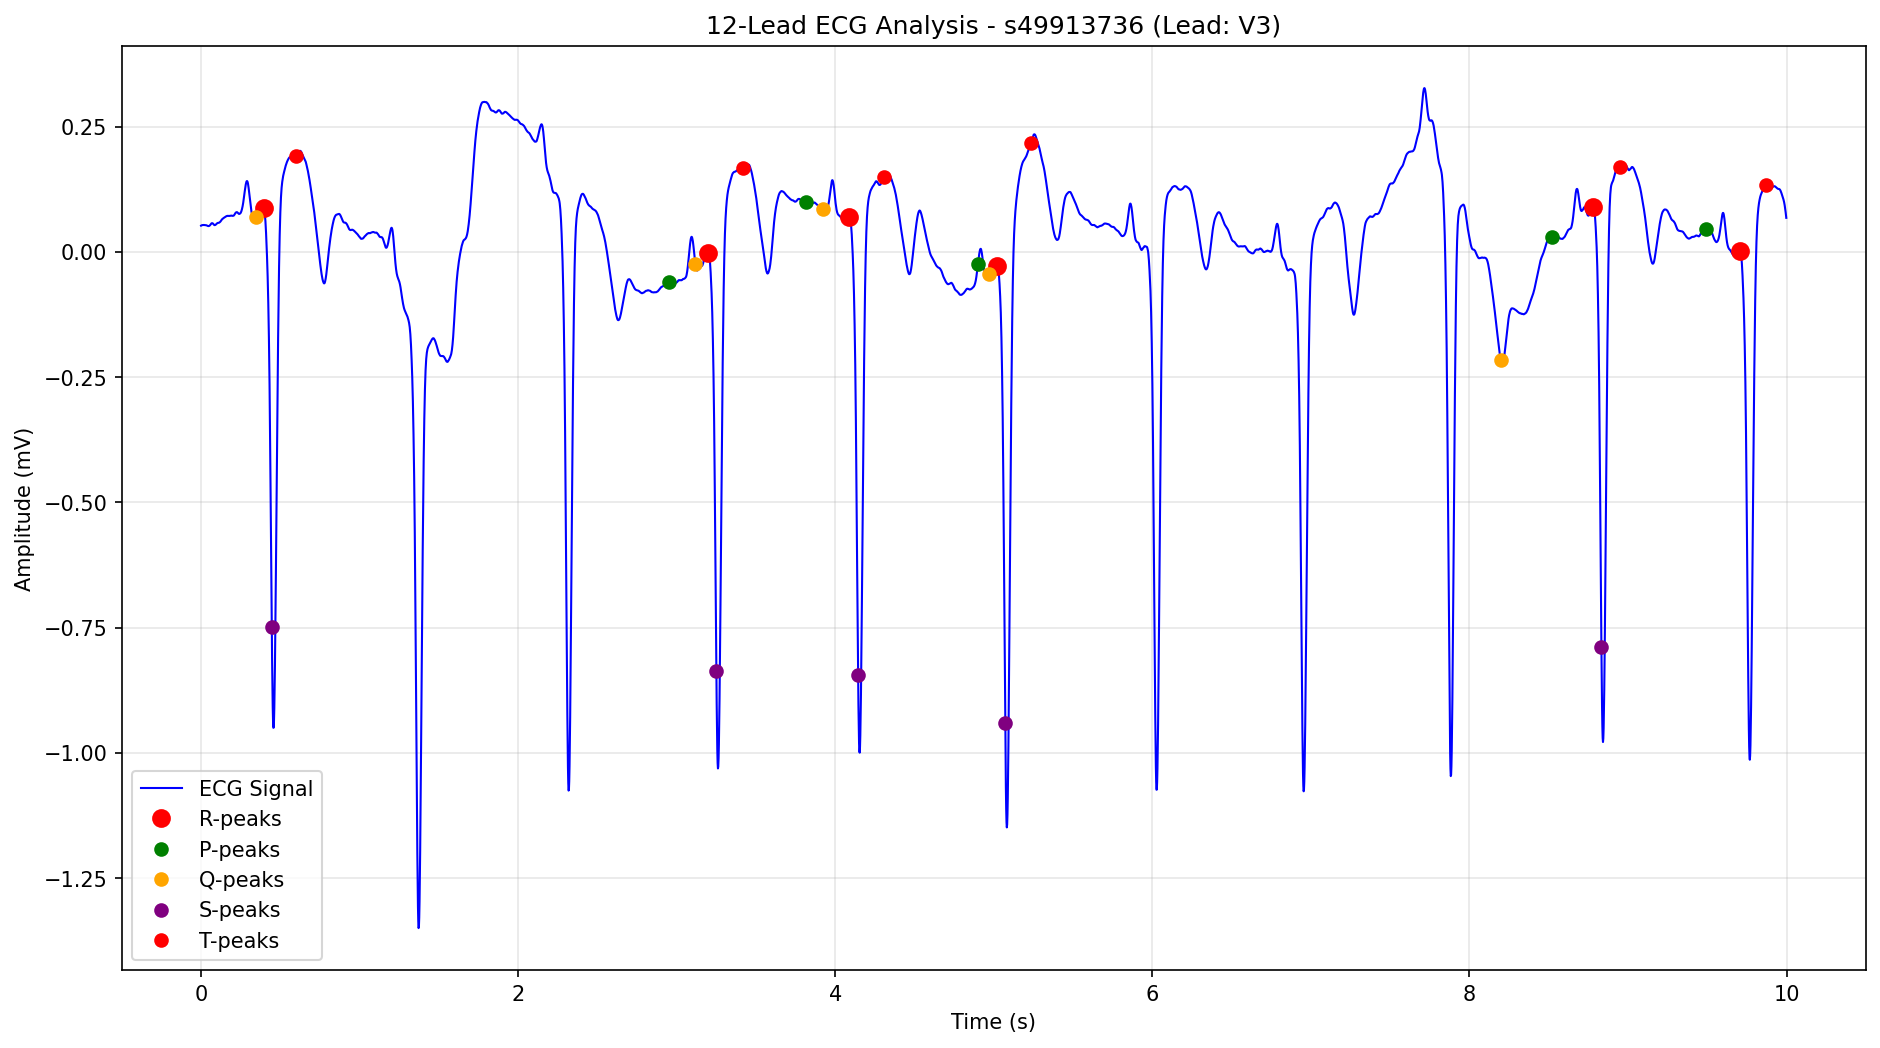 12-Lead ECG Analysis - s49913736 (Lead: V3)
Amplitude (mV)
0.25
0.00
−0.25
−0.50
−0.75
−1.00
−1.25
ECG Signal
R-peaks
P-peaks
Q-peaks
S-peaks
T-peaks
0 2 4 6 8 10
Time (s)